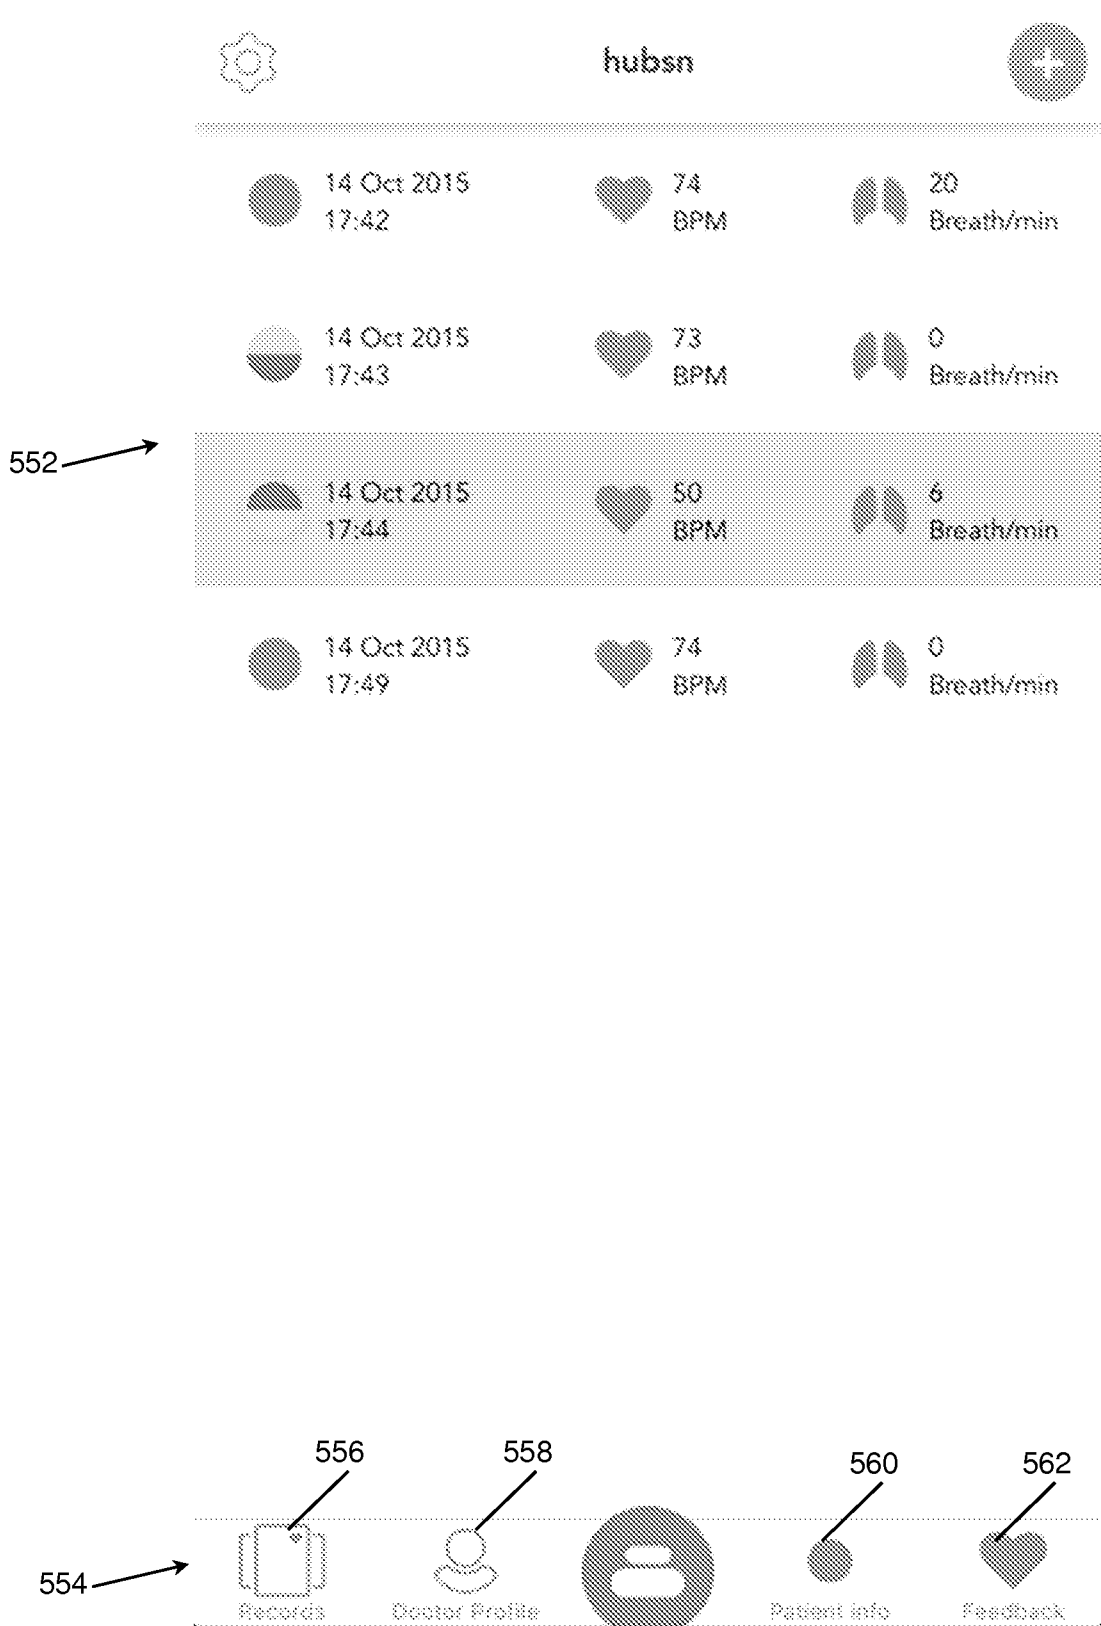 hubsn
14 Oct 2015
17:42
74
BPM
20
Breath/min
14 Oct 2015
17:43
73
BPM
0
Breath/min
552
14 Oct 2015
17:44
50
BPM
6
Breath/min
14 Oct 2015
17:49
74
BPM
0
Breath/min
556
558
560
562
554
Records
Doctor Profile
Patient info
Feedback